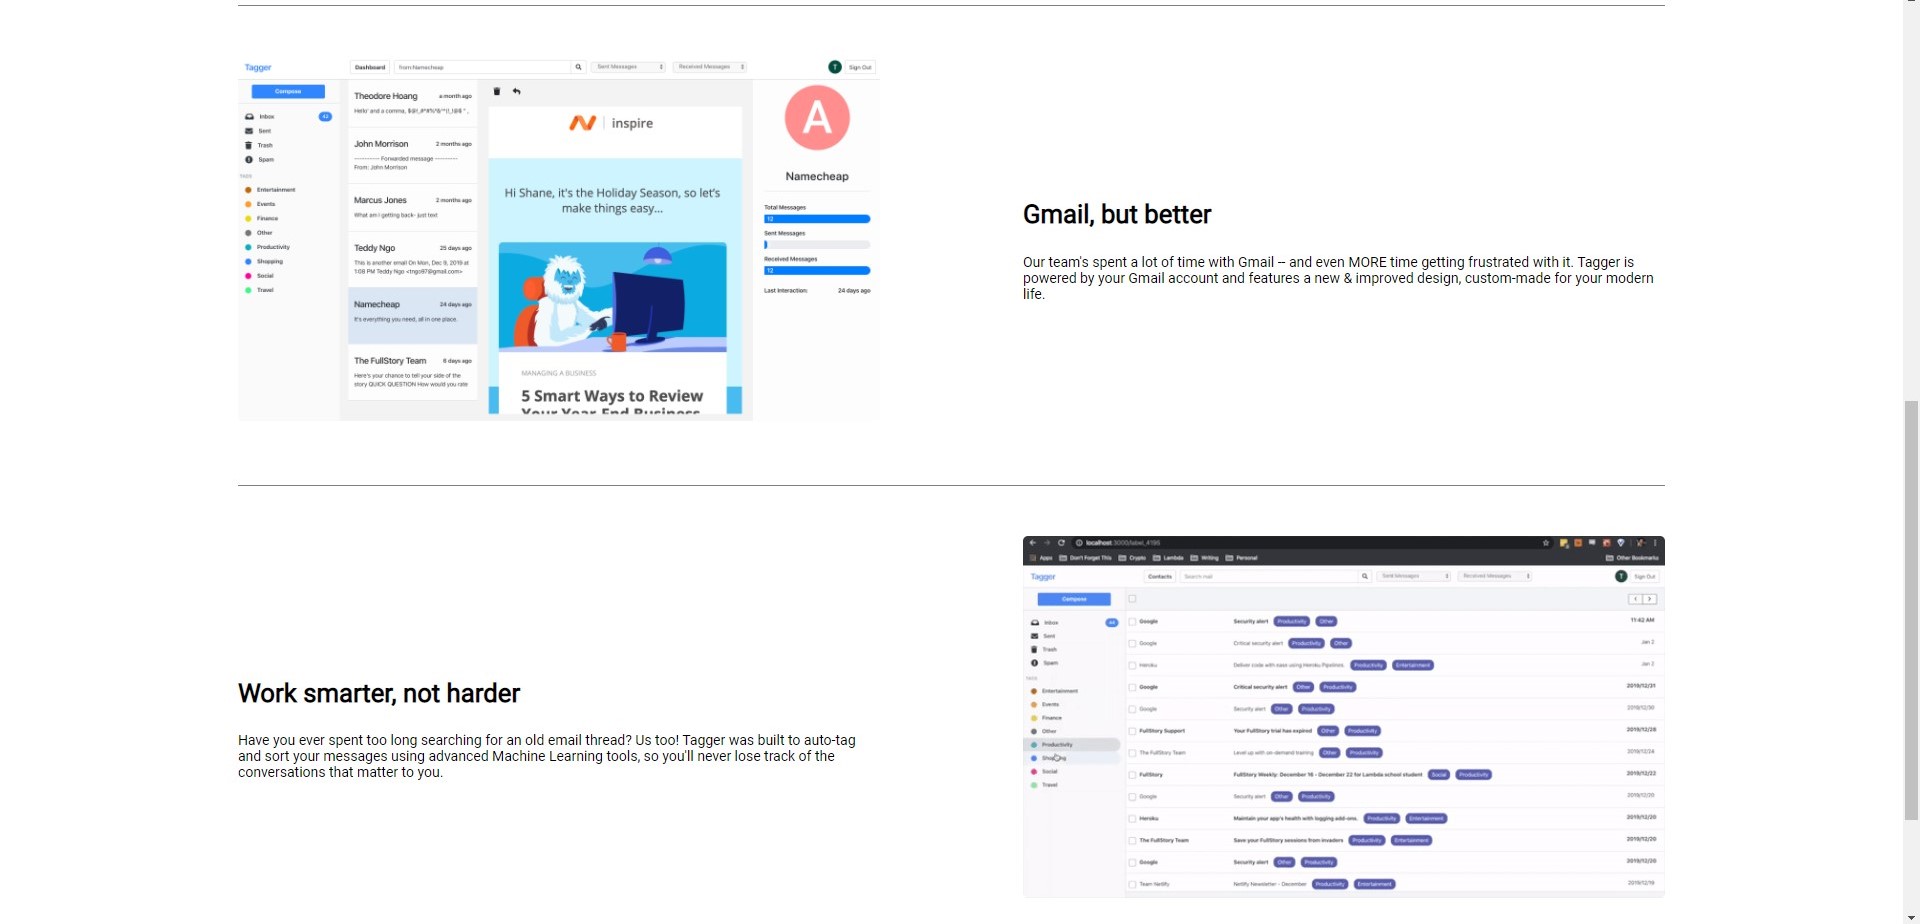 Tagger
Dashboard
from:Namecheap
Sent Messages
Received Messages
T
Sign Out
Compose
Inbox
Sent
Trash
Spam
TAGS
Entertainment
Events
Finance
Other
Productivity
Shopping
Social
Travel
Theodore Hoang a month ago
John Morrison 2 months ago
---------- Forwarded message ----------
From: John Morrison
Marcus Jones 2 months ago
What am I getting back- just text
Teddy Ngo 25 days ago
This is another email On Mon, Dec 9, 2019 at
1:08 PM Teddy Ngo <tngo97@gmail.com>
Namecheap 24 days ago
It's everything you need, all in one place.
The FullStory Team 6 days ago
Here's your chance to tell your side of the
story QUICK QUESTION How would you rate
inspire
Hi Shane, it's the Holiday Season, so let's
make things easy...
MANAGING A BUSINESS
5 Smart Ways to Review
Your Year-End Business
A
Namecheap
Total Messages
12
Sent Messages
Received Messages
12
Last Interaction: 24 days ago
Gmail, but better
Our team's spent a lot of time with Gmail – and even MORE time getting frustrated with it. Tagger is
powered by your Gmail account and features a new & improved design, custom-made for your modern
life.
Work smarter, not harder
Have you ever spent too long searching for an old email thread? Us too! Tagger was built to auto-tag
and sort your messages using advanced Machine Learning tools, so you'll never lose track of the
conversations that matter to you.
localhost:3000/label_4195
Apps Don't Forget This Crypto Lambda Writing Personal Other Bookmarks
Tagger
Contacts
Search mail
Sent Messages
Received Messages
T
Sign Out
Compose
Inbox
Sent
Trash
Spam
TAGS
Entertainment
Events
Finance
Other
Productivity
Shopping
Social
Travel
Google Security alert Productivity Other 11:42 AM
Google Critical security alert Productivity Other Jan 2
Heroku Deliver code with ease using Heroku Pipelines. Productivity Entertainment Jan 2
Google Critical security alert Other Productivity 2019/12/31
Google Security alert Other Productivity 2019/12/30
FullStory Support Your FullStory trial has expired Other Productivity 2019/12/28
The FullStory Team Level up with on-demand training Other Productivity 2019/12/24
FullStory FullStory Weekly: December 16 - December 22 for Lambda school student Social Productivity 2019/12/22
Google Security alert Other Productivity 2019/12/20
Heroku Maintain your app's health with logging add-ons. Productivity Entertainment 2019/12/20
The FullStory Team Save your FullStory sessions from invaders Productivity Entertainment 2019/12/20
Google Security alert Other Productivity 2019/12/20
Team Netlify Netlify Newsletter - December Productivity Entertainment 2019/12/19